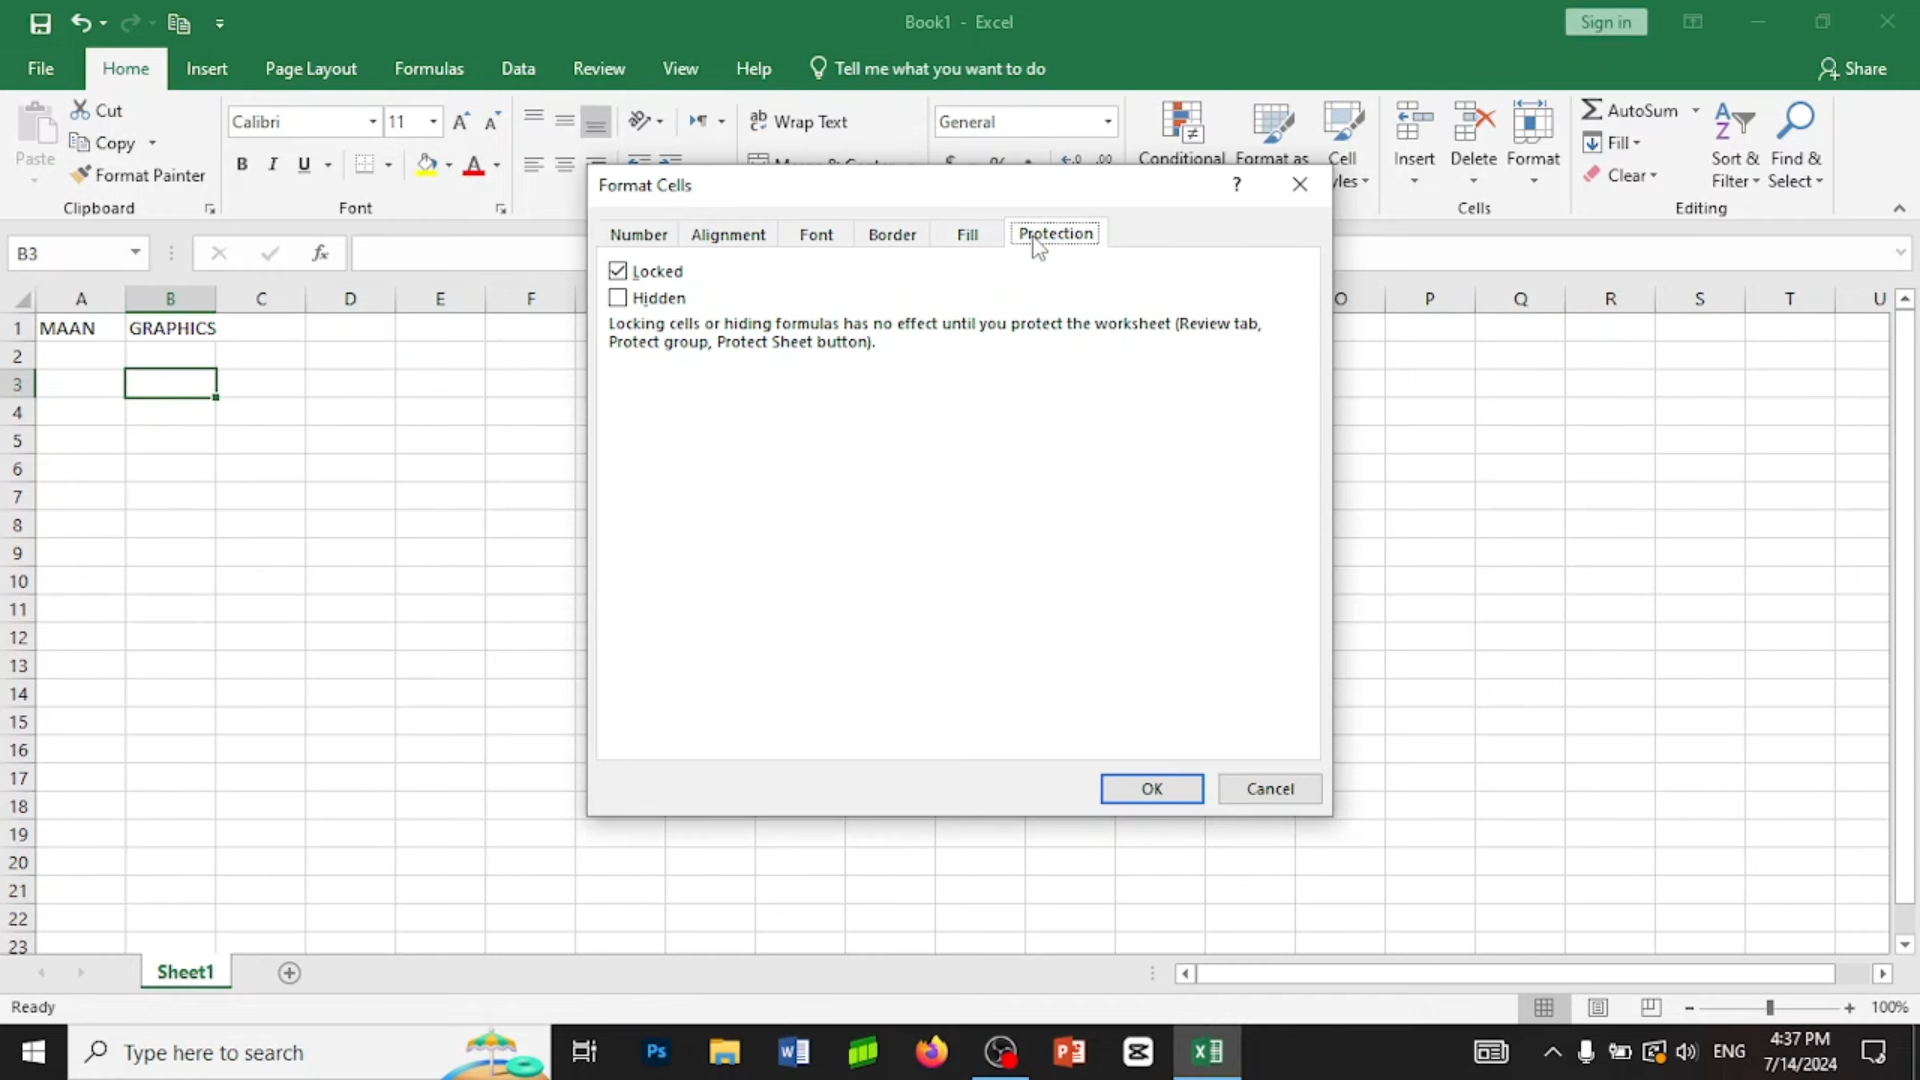 Book1 - Excel
Sign in
File Home Insert Page Layout Formulas Data Review View Help Tell me what you want to do Share
Cut
Copy
Paste
Format Painter
Clipboard
Calibri 11
B I U
A
Font
Wrap Text
General
Conditional Format as Cell
Insert Delete Format
Cells
AutoSum
Fill
Clear
Sort & Filter
Find & Select
Editing
Format Cells ?
Number Alignment Font Border Fill Protection
Locked
Hidden
Locking cells or hiding formulas has no effect until you protect the worksheet (Review tab,
Protect group, Protect Sheet button).
OK Cancel
B3 fx
A B C D E F O P Q R S T U
1 MAAN GRAPHICS
2
3
4
5
6
7
8
9
10
11
12
13
14
15
16
17
18
19
20
21
22
23
Sheet1
Ready 100%
Type here to search
Ps
ENG
4:37 PM
7/14/2024